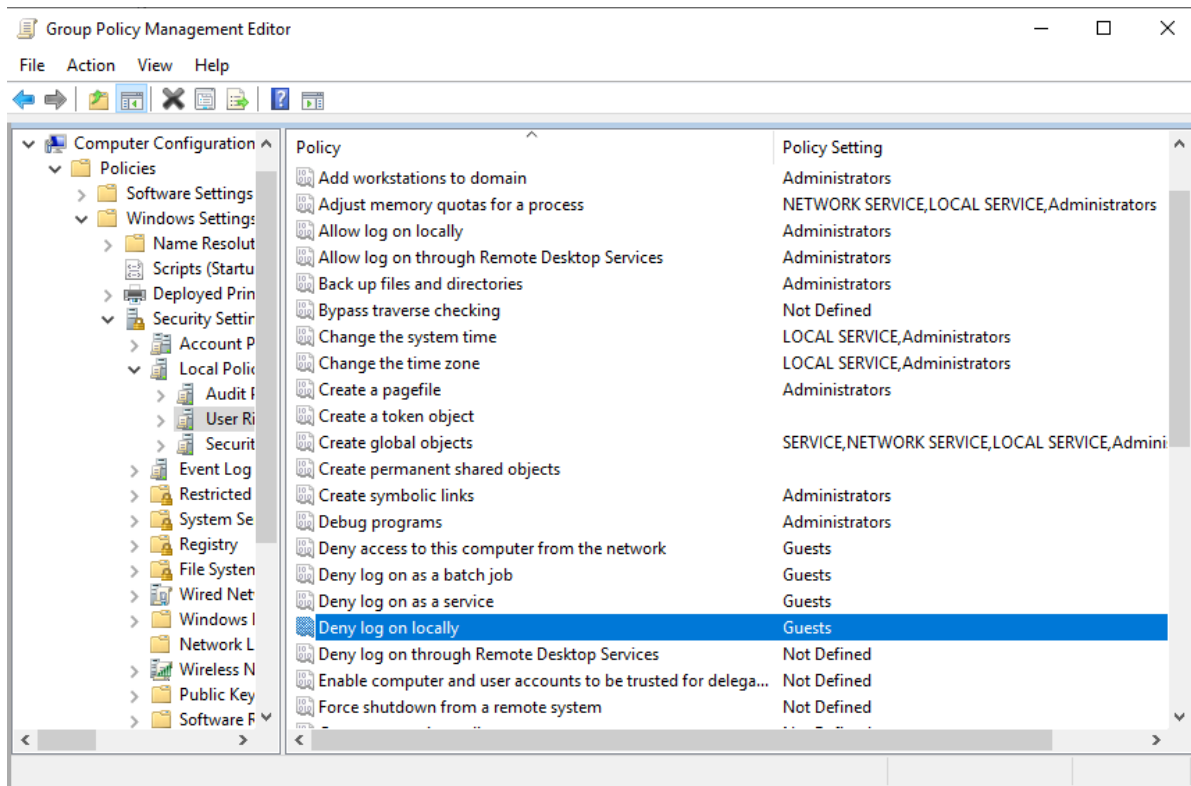 Group Policy Management Editor
File Action View Help
Computer Configuration
Policies
Software Settings
Windows Settings
Name Resolut
Scripts (Startu
Deployed Prin
Security Settin
Account P
Local Polic
Audit P
User Ri
Securit
Event Log
Restricted
System Se
Registry
File System
Wired Net
Windows
Network L
Wireless N
Public Key
Software R
Policy Policy Setting
Add workstations to domain Administrators
Adjust memory quotas for a process NETWORK SERVICE,LOCAL SERVICE,Administrators
Allow log on locally Administrators
Allow log on through Remote Desktop Services Administrators
Back up files and directories Administrators
Bypass traverse checking Not Defined
Change the system time LOCAL SERVICE,Administrators
Change the time zone LOCAL SERVICE,Administrators
Create a pagefile Administrators
Create a token object
Create global objects SERVICE,NETWORK SERVICE,LOCAL SERVICE,Admini
Create permanent shared objects
Create symbolic links Administrators
Debug programs Administrators
Deny access to this computer from the network Guests
Deny log on as a batch job Guests
Deny log on as a service Guests
Deny log on locally Guests
Deny log on through Remote Desktop Services Not Defined
Enable computer and user accounts to be trusted for delega... Not Defined
Force shutdown from a remote system Not Defined